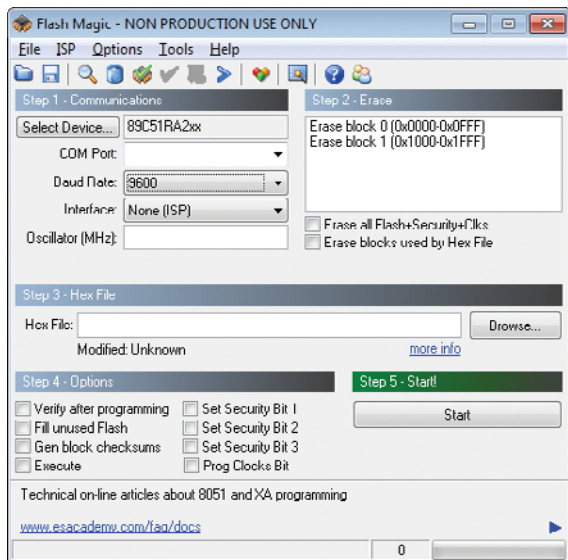 Flash Magic - NON PRODUCTION USE ONLY
File ISP Options Tools Help
Step 1 - Communications
Select Device... 89C51RA2xx
COM Port:
Baud Rate: 9600
Interface: None (ISP)
Oscillator (MHz):
Step 2 - Erase
Erase block 0 (0x0000-0x0FFF)
Erase block 1 (0x1000-0x1FFF)
Erase all Flash+Security+Clks
Erase blocks used by Hex File
Step 3 - Hex File
Hex File: Browse...
Modified: Unknown more info
Step 4 - Options
Verify after programming
Fill unused Flash
Gen block checksums
Execute
Set Security Bit 1
Set Security Bit 2
Set Security Bit 3
Prog Clocks Bit
Step 5 - Start!
Start
Technical on-line articles about 8051 and XA programming
www.esacademy.com/faq/docs
0